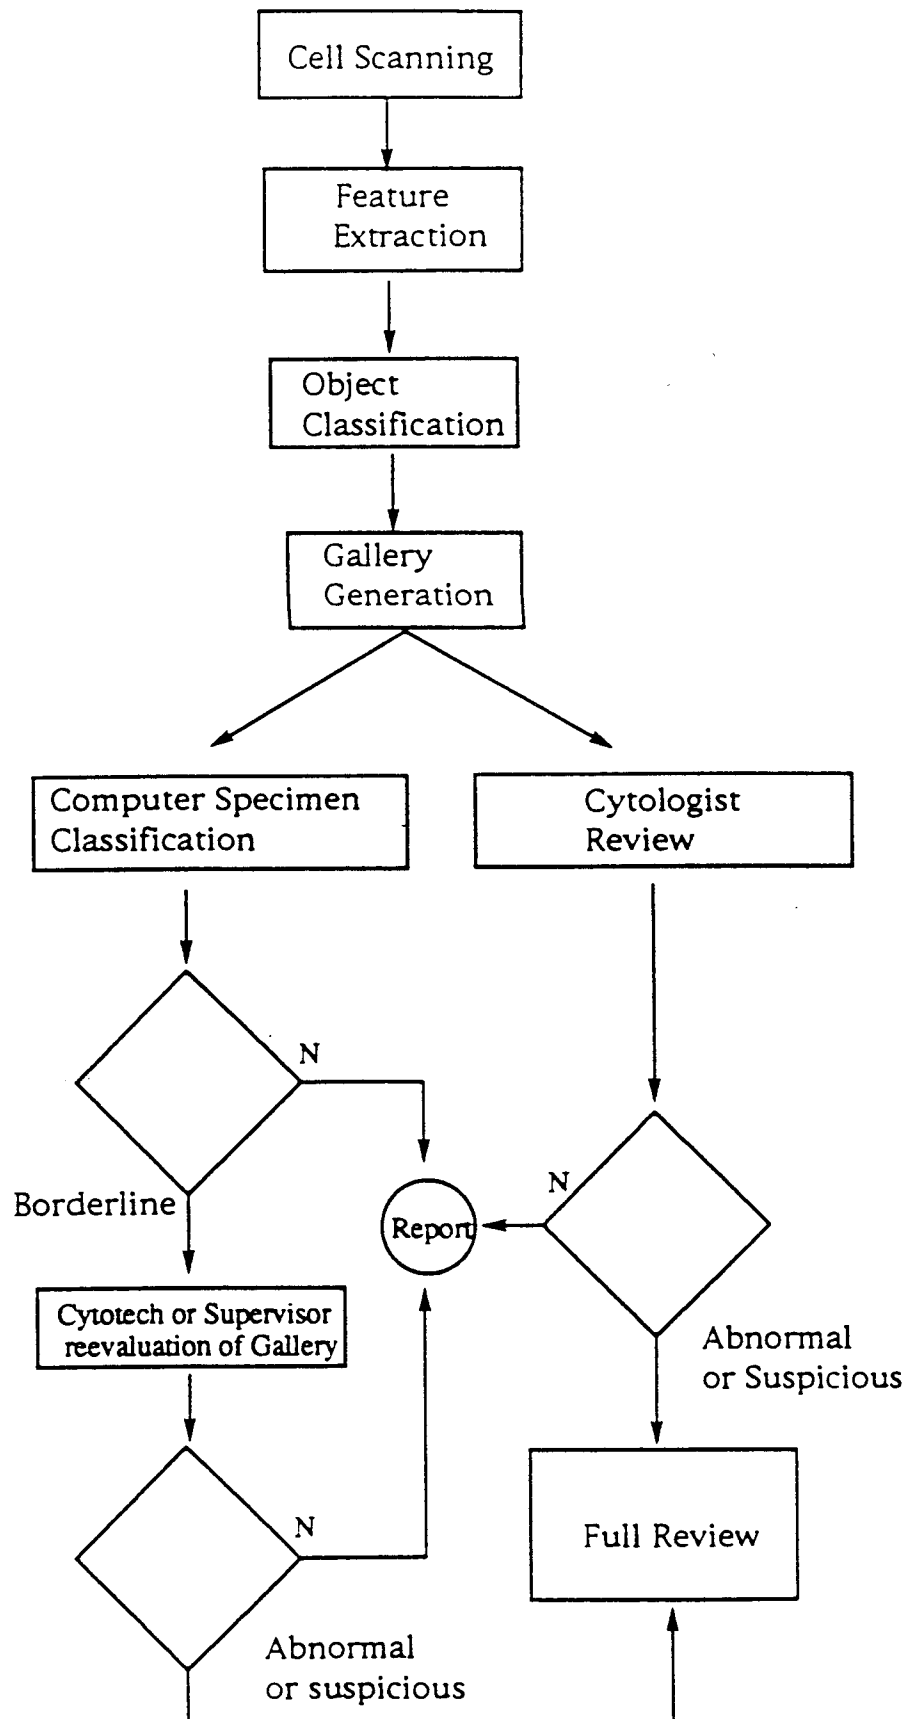 Cell Scanning
Feature
Extraction
Object
Classification
Gallery
Generation
Computer Specimen
Classification
Cytologist
Review
N
Borderline
N
Report
Cytotech or Supervisor
reevaluation of Gallery
Abnormal
or Suspicious
N
Full Review
Abnormal
or suspicious